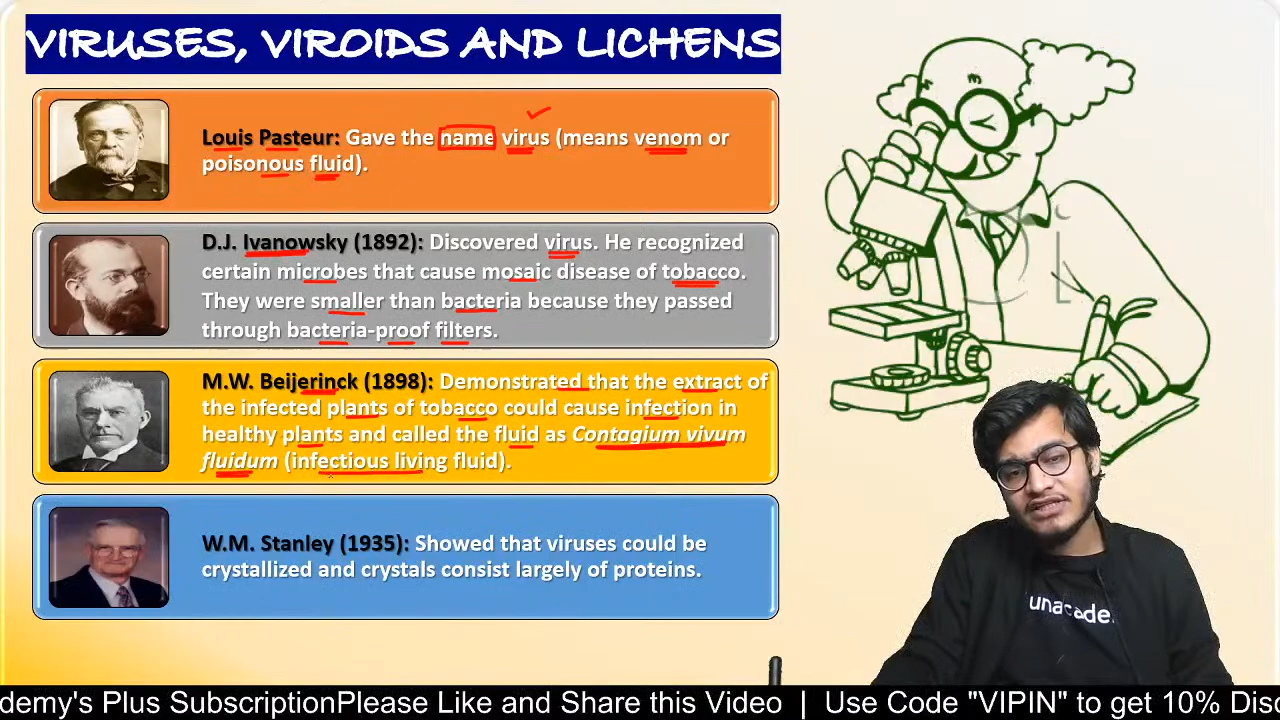 VIRUSES, VIROIDS AND LICHENS
Louis Pasteur: Gave the name virus (means venom or
poisonous fluid).
D.J. Ivanowsky (1892): Discovered virus. He recognized
certain microbes that cause mosaic disease of tobacco.
They were smaller than bacteria because they passed
through bacteria-proof filters.
M.W. Beijerinck (1898): Demonstrated that the extract of
the infected plants of tobacco could cause infection in
healthy plants and called the fluid as Contagium vivum
fluidum (infectious living fluid).
W.M. Stanley (1935): Showed that viruses could be
crystallized and crystals consist largely of proteins.
unacade
demy's Plus SubscriptionPlease Like and Share this Video | Use Code "VIPIN" to get 10% Disc